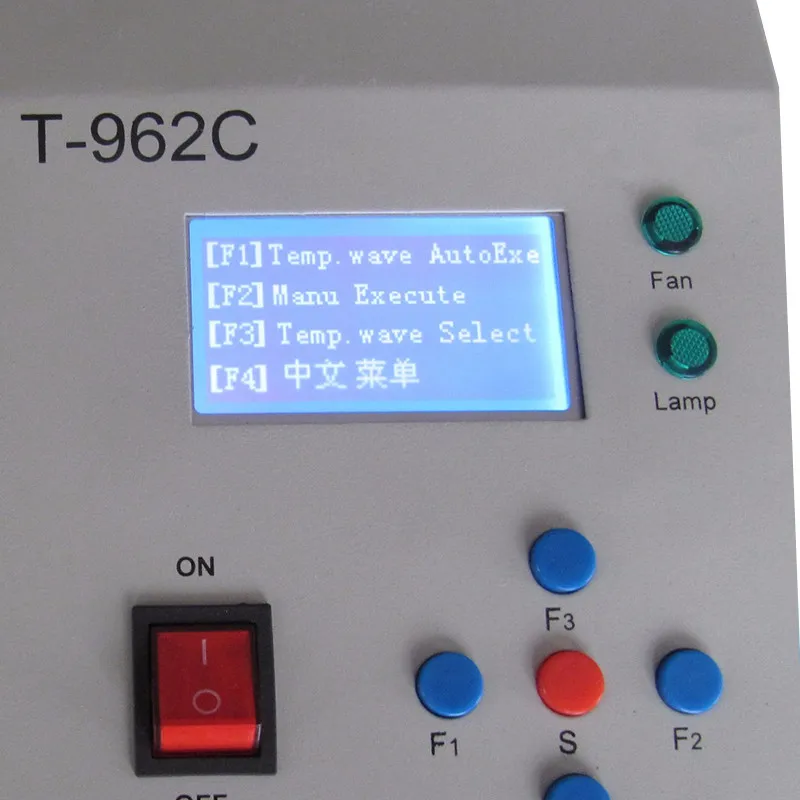 T-962C
[F1] Temp.wave AutoExe
[F2] Manu Execute
[F3] Temp.wave Select
[F4] 中文 菜单
Fan
Lamp
ON
F3
F1
S
F2